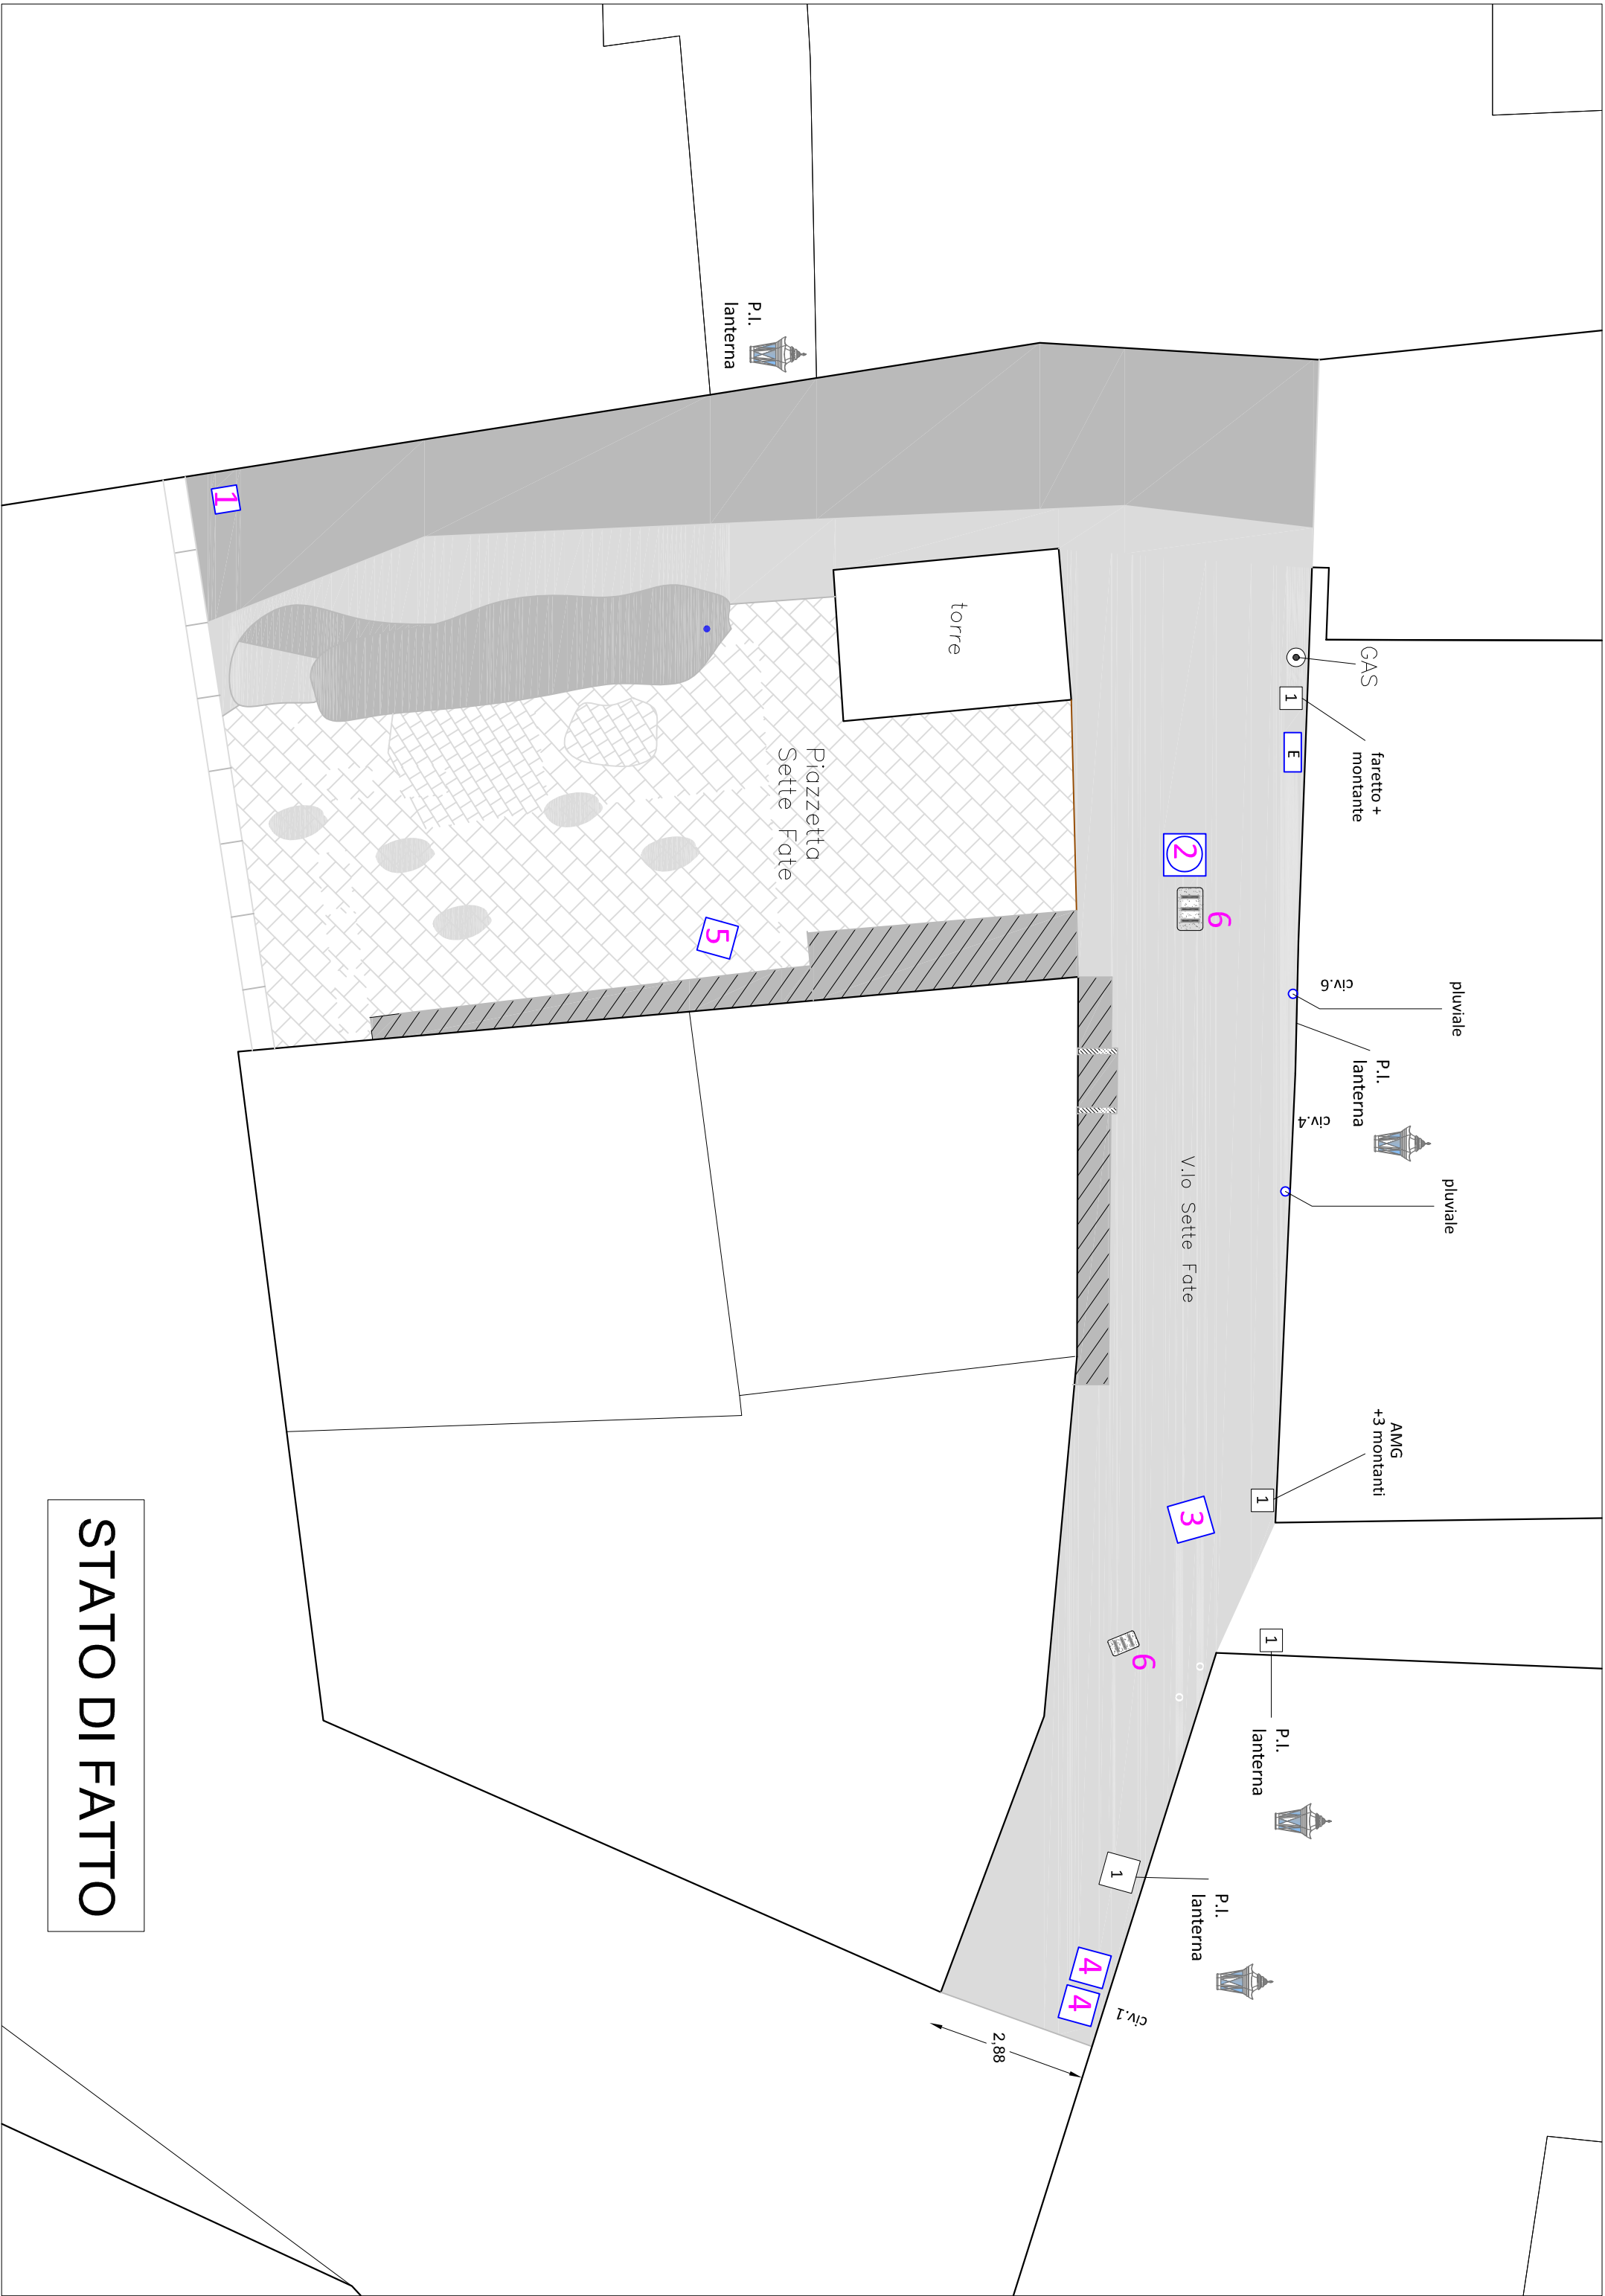 GAS
1
faretto +
montante
E
2
6
civ.6
pluviale
P.I.
lanterna
civ.4
pluviale
V.lo Sette Fate
AMG
+3 montanti
1
3
1
P.I.
lanterna
6
1
P.I.
lanterna
4
4
civ.1
2,88
P.I.
lanterna
torre
Piazzetta
Sette Fate
5
1
STATO DI FATTO